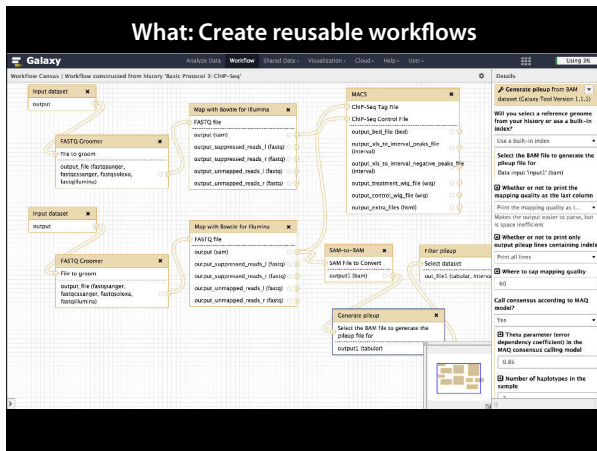 What: Create reusable workflows
Galaxy
Analyze Data Workflow Shared Data Visualization Cloud Help User
Using 3%
Workflow Canvas | Workflow constructed from history 'Basic Protocol 3: ChIP-Seq'
Details
Input dataset
output
FASTQ Groomer
File to groom
output_file (fastqsanger,
fastqcssanger, fastqsolexa,
fastqillumina)
Map with Bowtie for Illumina
FASTQ file
output (sam)
output_suppressed_reads_l (fastq)
output_suppressed_reads_r (fastq)
output_unmapped_reads_l (fastq)
output_unmapped_reads_r (fastq)
MACS
ChIP-Seq Tag File
ChIP-Seq Control File
output_bed_file (bed)
output_xls_to_interval_peaks_file
(interval)
output_xls_to_interval_negative_peaks_file
(interval)
output_treatment_wig_file (wig)
output_control_wig_file (wig)
output_extra_files (html)
Input dataset
output
FASTQ Groomer
File to groom
output_file (fastqsanger,
fastqcssanger, fastqsolexa,
fastqillumina)
Map with Bowtie for Illumina
FASTQ file
output (sam)
output_suppressed_reads_l (fastq)
output_suppressed_reads_r (fastq)
output_unmapped_reads_l (fastq)
output_unmapped_reads_r (fastq)
SAM-to-BAM
SAM File to Convert
output1 (bam)
Filter pileup
Select dataset
out_file1 (tabular, interval
Generate pileup
Select the BAM file to generate the
pileup file for
output1 (tabular)
Generate pileup from BAM
dataset (Galaxy Tool Version 1.1.1)
Will you select a reference genome
from your history or use a built-in
index?
Use a built-in index
Select the BAM file to generate the
pileup file for
Data input 'input1' (bam)
Whether or not to print the
mapping quality as the last column
Print the mapping quality as t...
Makes the output easier to parse, but
is space inefficient
Whether or not to print only
output pileup lines containing indels
Print all lines
Where to cap mapping quality
60
Call consensus according to MAQ
model?
Yes
Theta parameter (error
dependency coefficient) in the
MAQ consensus calling model
0.85
Number of haplotypes in the
sample